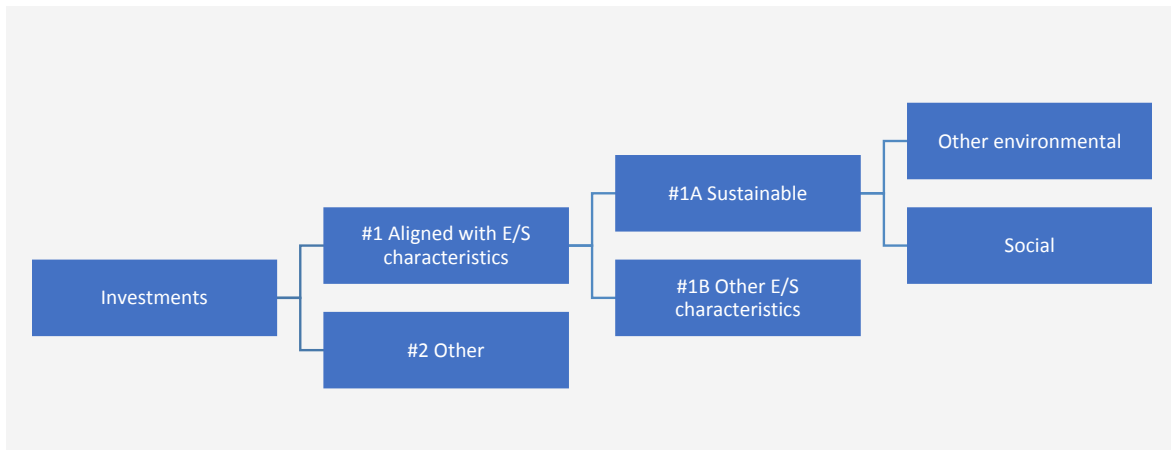 Investments
#1 Aligned with E/S
characteristics
#2 Other
#1A Sustainable
#1B Other E/S
characteristics
Other environmental
Social